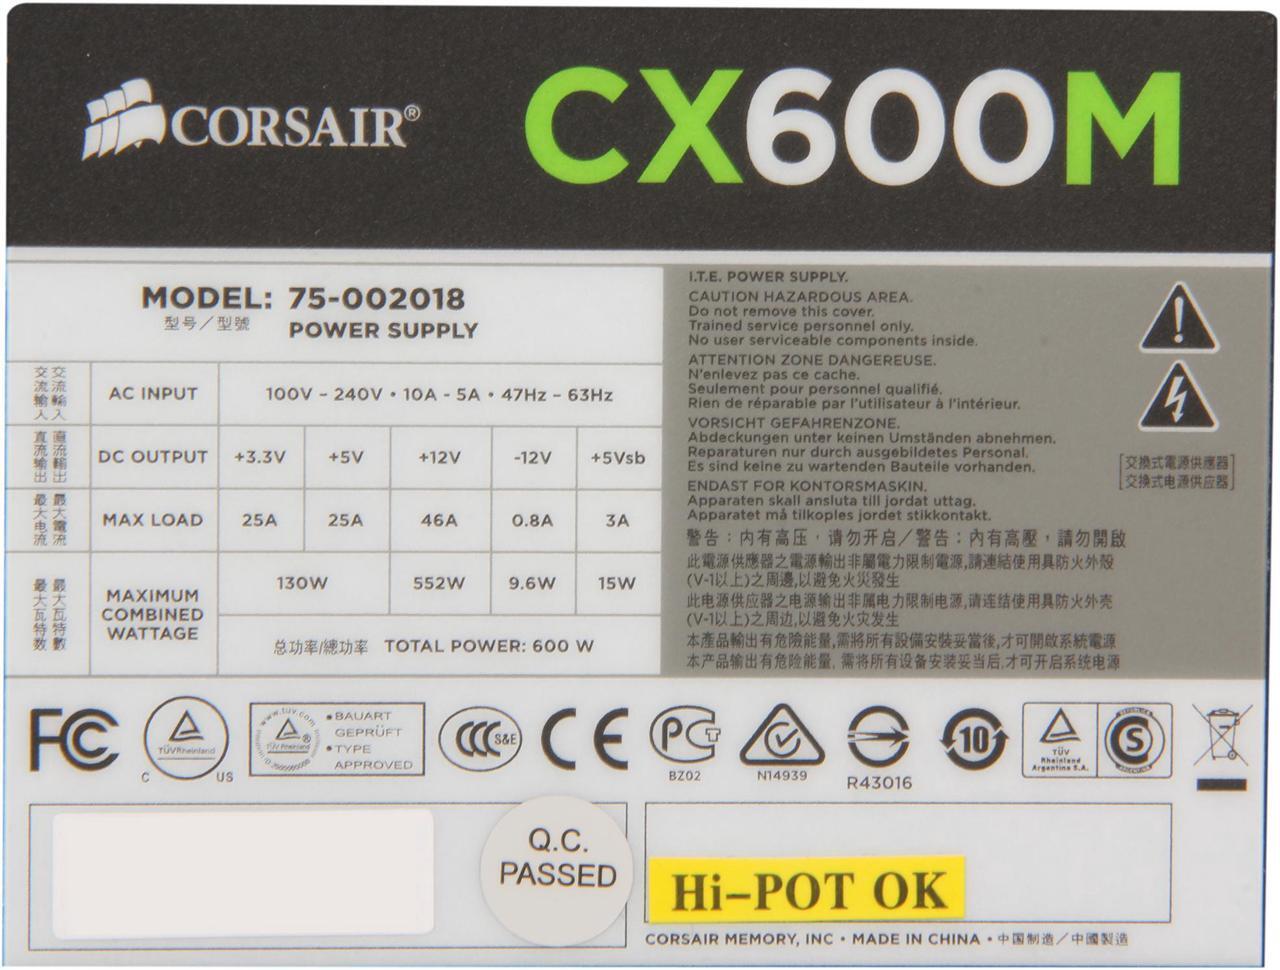 CORSAIR®
CX600M
MODEL: 75-002018
型号／型號
POWER SUPPLY
交流输入 交流輸入
AC INPUT
100V – 240V • 10A - 5A • 47Hz – 63Hz
直流输出 直流輸出
DC OUTPUT
+3.3V
+5V
+12V
-12V
+5Vsb
最大电流 最大電流
MAX LOAD
25A
25A
46A
0.8A
3A
最大瓦特数 最大瓦特數
MAXIMUM
COMBINED
WATTAGE
130W
552W
9.6W
15W
总功率/總功率 TOTAL POWER: 600 W
I.T.E. POWER SUPPLY.
CAUTION HAZARDOUS AREA.
Do not remove this cover.
Trained service personnel only.
No user serviceable components inside.
ATTENTION ZONE DANGEREUSE.
N'enlevez pas ce cache.
Seulement pour personnel qualifié.
Rien de réparable par l'utilisateur à l'intérieur.
VORSICHT GEFAHRENZONE.
Abdeckungen unter keinen Umständen abnehmen.
Reparaturen nur durch ausgebildetes Personal.
Es sind keine zu wartenden Bauteile vorhanden.
ENDAST FOR KONTORSMASKIN.
Apparaten skall ansluta till jordat uttag.
Apparatet må tilkoples jordet stikkontakt.
警告：内有高压，请勿开启／警告：內有高壓，請勿開啟
此電源供應器之電源輸出非屬電力限制電源,請連結使用具防火外殼
(V-1以上)之周邊,以避免火災發生
此电源供应器之电源输出非属电力限制电源,请连结使用具防火外壳
(V-1以上)之周边,以避免火灾发生
本產品輸出有危險能量,需將所有設備安裝妥當後,才可開啟系統電源
本产品输出有危险能量, 需将所有设备安装妥当后,才可开启系统电源
[交換式電源供應器]
[交换式电源供应器]
FC
TÜVRheinland
C US
www.tuv.com
TÜV Rheinland
• BAUART
GEPRÜFT
• TYPE
APPROVED
CCC S&E
CE
PCT
BZ02
N14939
R43016
10
TÜV
Rheinland
Argentina S.A.
S
Q.C.
PASSED
Hi-POT OK
CORSAIR MEMORY, INC • MADE IN CHINA • 中国制造／中國製造